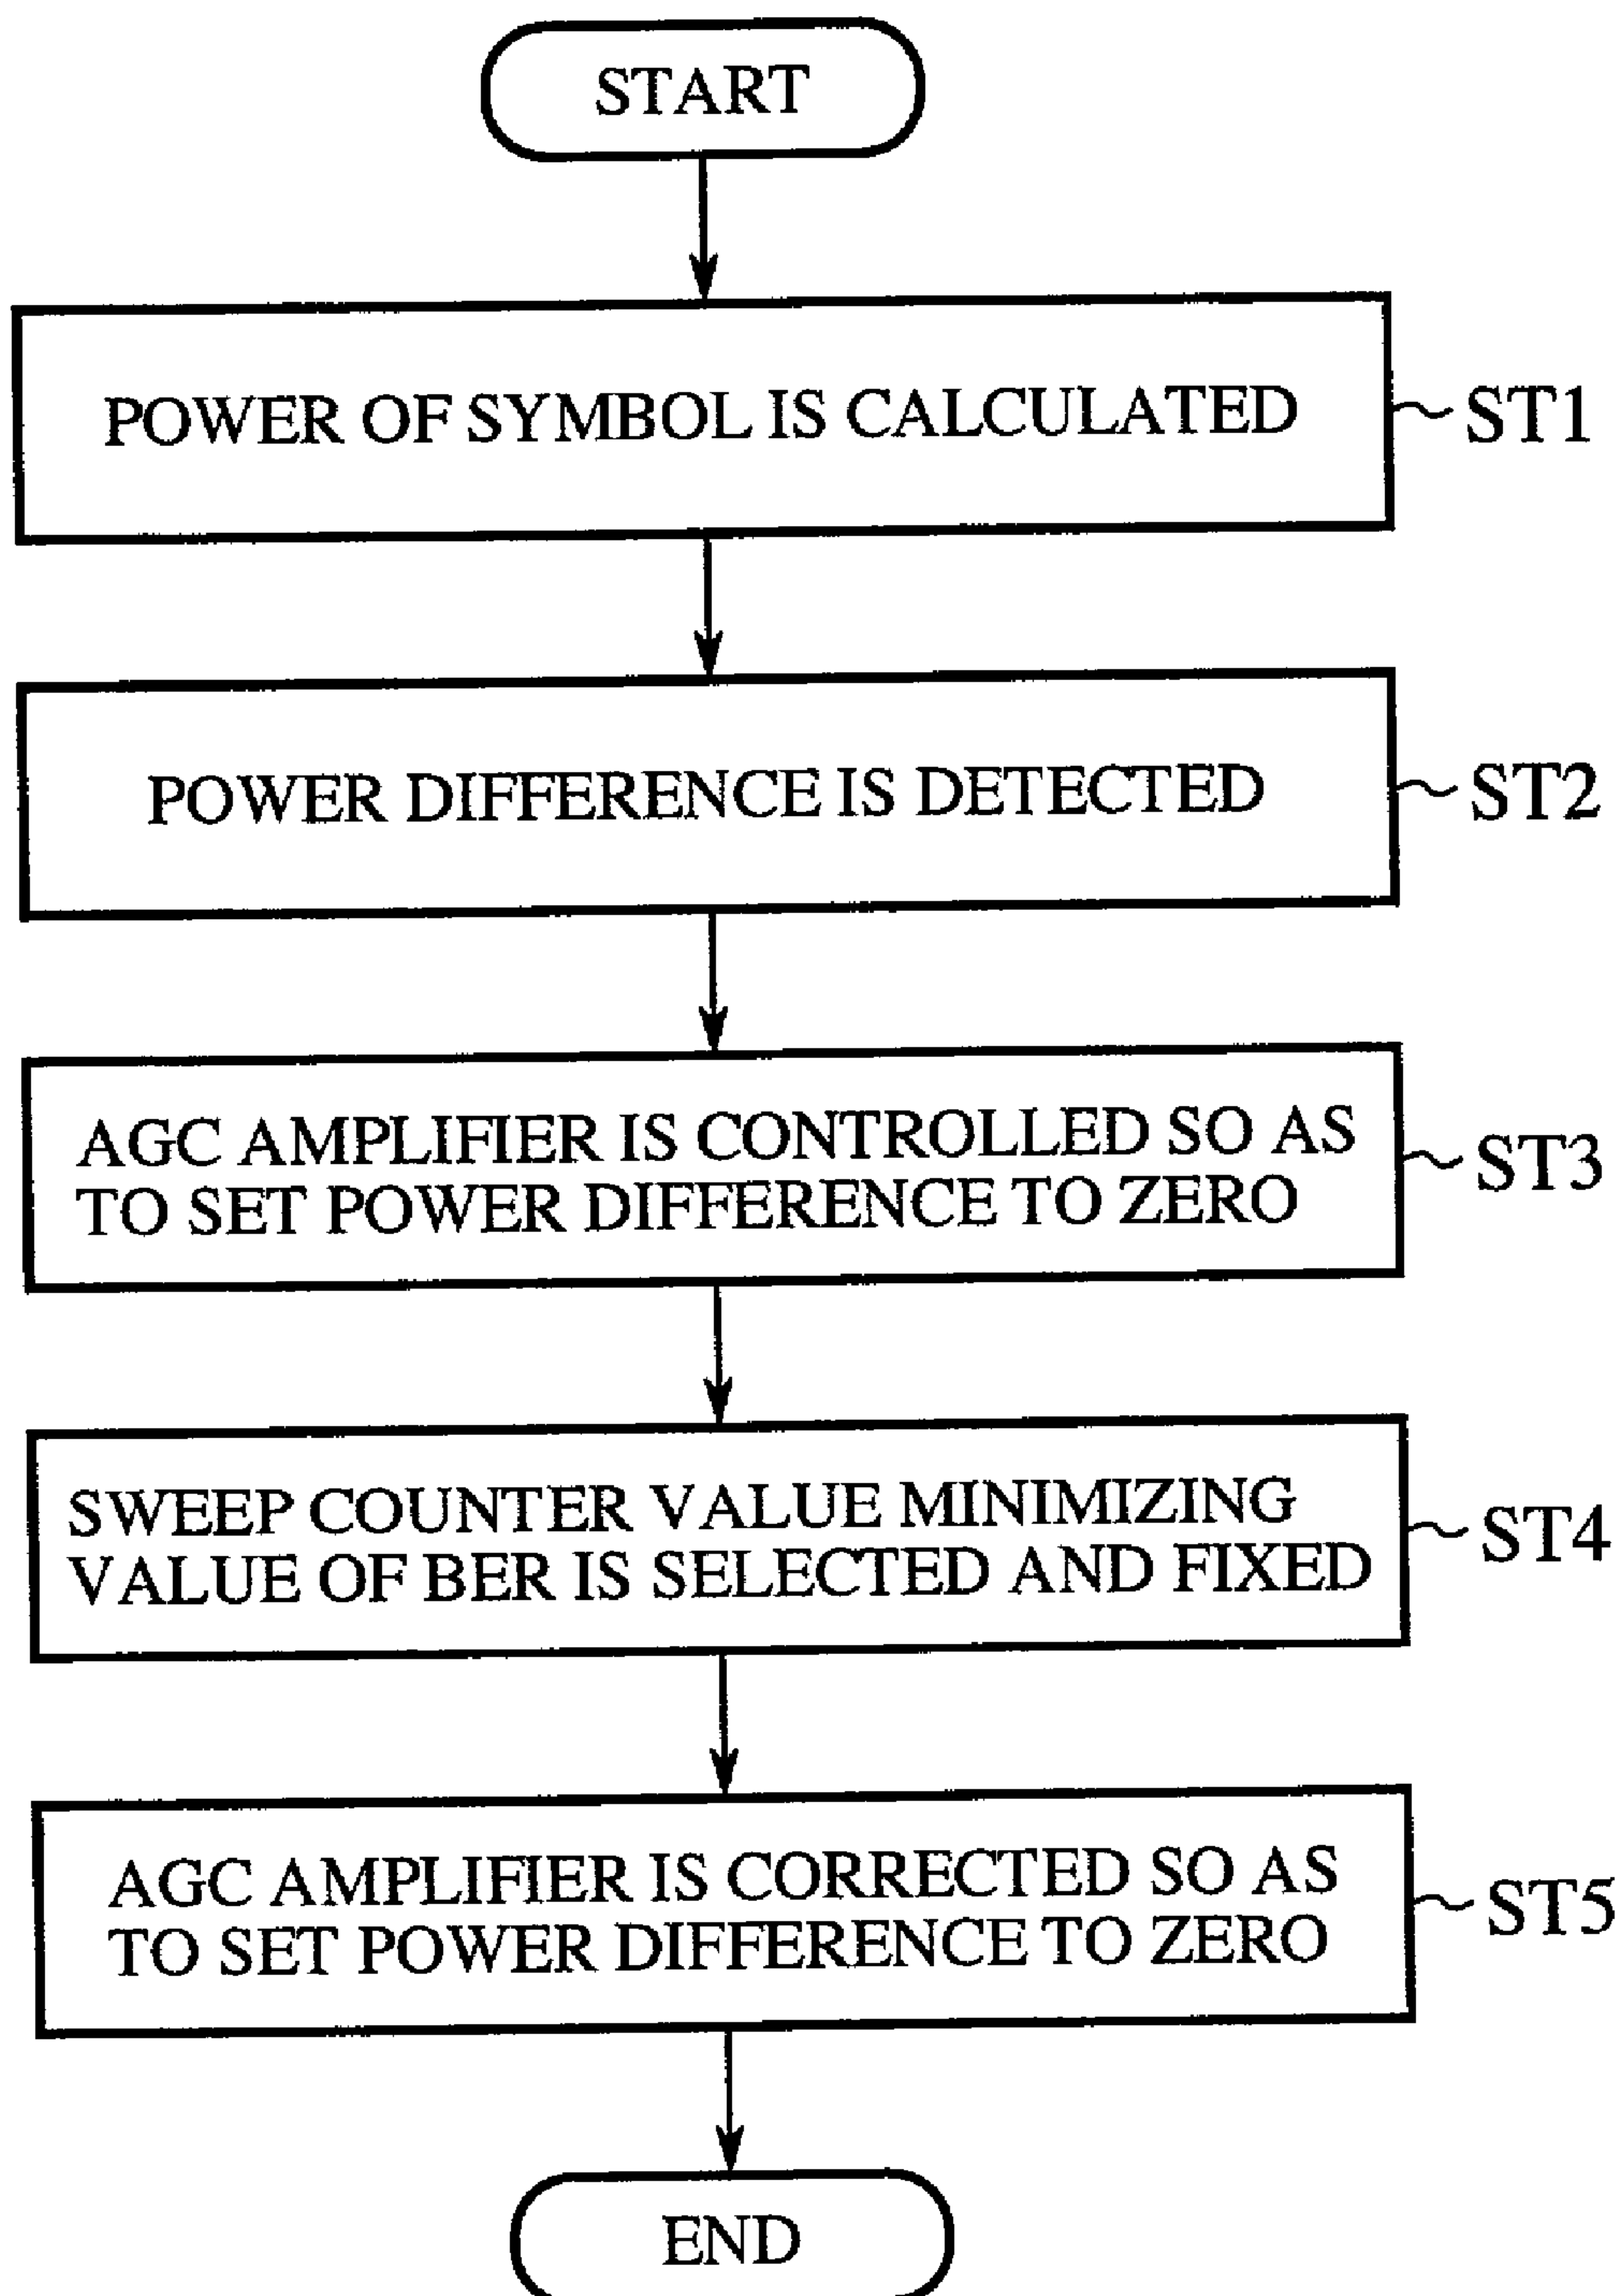 START
POWER OF SYMBOL IS CALCULATED
ST1
POWER DIFFERENCE IS DETECTED
ST2
AGC AMPLIFIER IS CONTROLLED SO AS
TO SET POWER DIFFERENCE TO ZERO
ST3
SWEEP COUNTER VALUE MINIMIZING
VALUE OF BER IS SELECTED AND FIXED
ST4
AGC AMPLIFIER IS CORRECTED SO AS
TO SET POWER DIFFERENCE TO ZERO
ST5
END